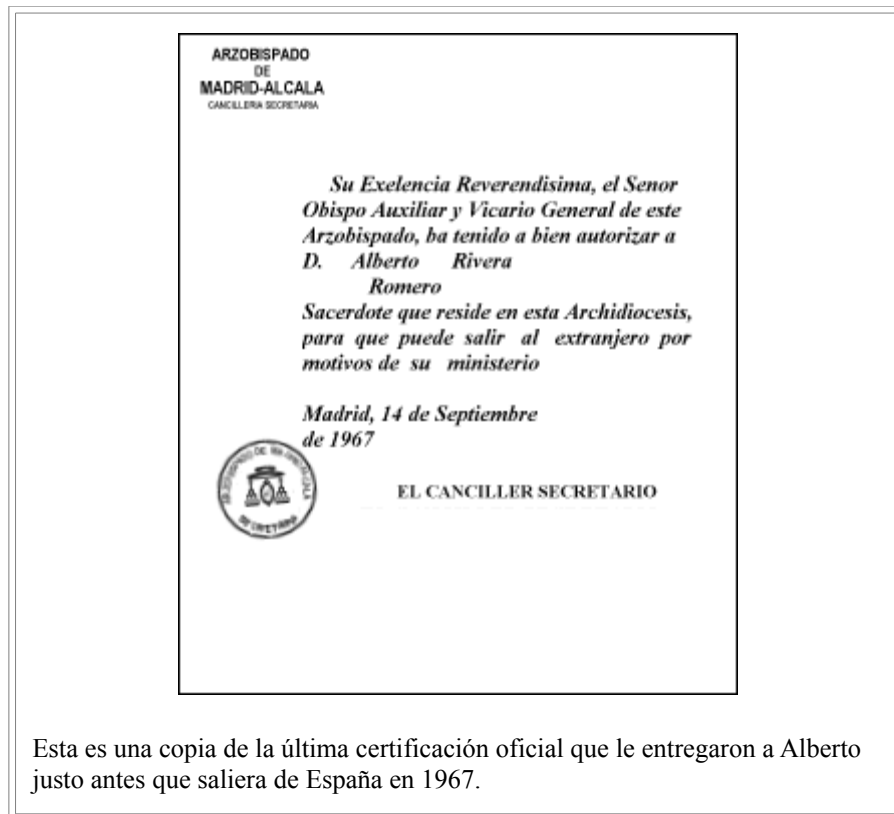 ARZOBISPADO
DE
MADRID-ALCALA
CANCILLERIA SECRETARIA
Su Exelencia Reverendisima, el Senor
Obispo Auxiliar y Vicario General de este
Arzobispado, ba tenido a bien autorizar a
D. Alberto Rivera
Romero
Sacerdote que reside en esta Archidiocesis,
para que puede salir al extranjero por
motivos de su ministerio
Madrid, 14 de Septiembre
de 1967
EL CANCILLER SECRETARIO
Esta es una copia de la última certificación oficial que le entregaron a Alberto
justo antes que saliera de España en 1967.